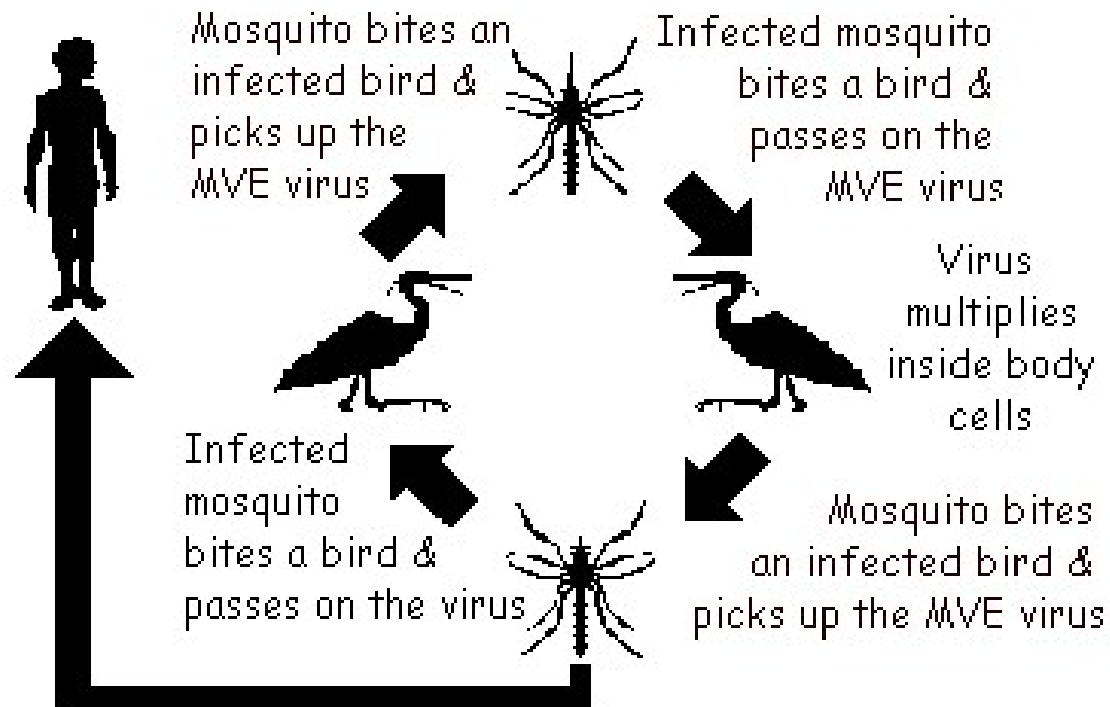 Mosquito bites an
infected bird &
picks up the
MVE virus
Infected mosquito
bites a bird &
passes on the
MVE virus
Virus
multiplies
inside body
cells
Mosquito bites
an infected bird &
picks up the MVE virus
Infected
mosquito
bites a bird &
passes on the virus